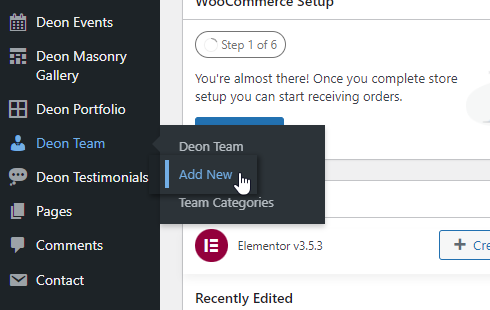 Deon Events
Deon Masonry
Gallery
Deon Portfolio
Deon Team
Deon Testimonials
Pages
Comments
Contact
Deon Team
Add New
Team Categories
WooCommerce Setup
Step 1 of 6
You're almost there! Once you complete store
setup you can start receiving orders.
Elementor v3.5.3
Recently Edited